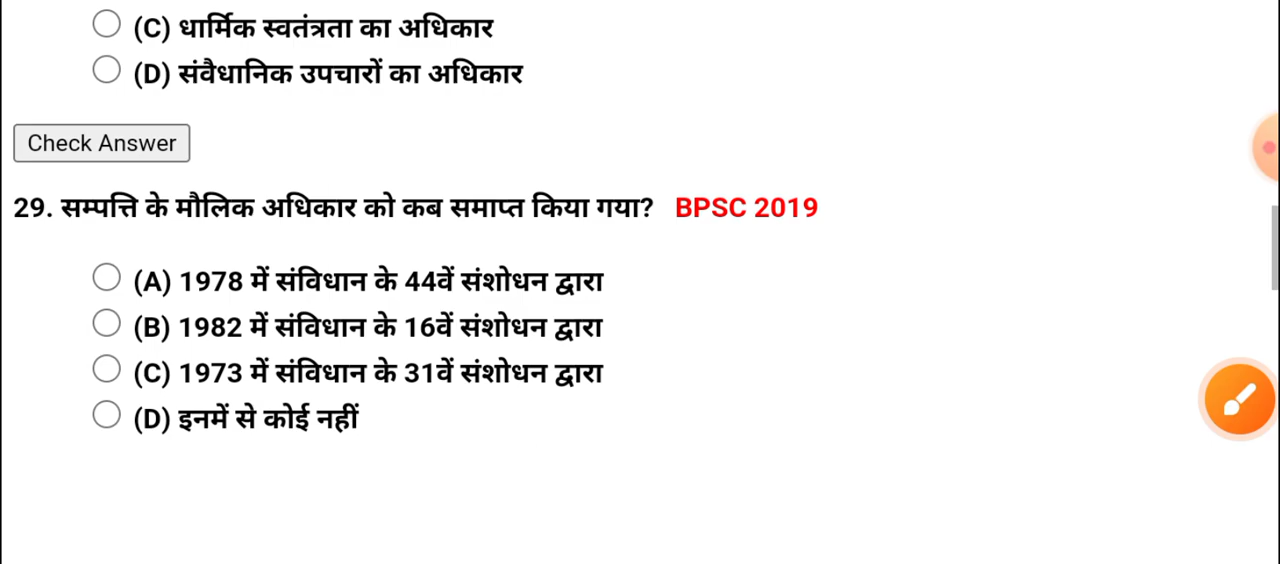 (C) धार्मिक स्वतंत्रता का अधिकार
(D) संवैधानिक उपचारों का अधिकार
Check Answer
29. सम्पत्ति के मौलिक अधिकार को कब समाप्त किया गया? BPSC 2019
(A) 1978 में संविधान के 44वें संशोधन द्वारा
(B) 1982 में संविधान के 16वें संशोधन द्वारा
(C) 1973 में संविधान के 31वें संशोधन द्वारा
(D) इनमें से कोई नहीं